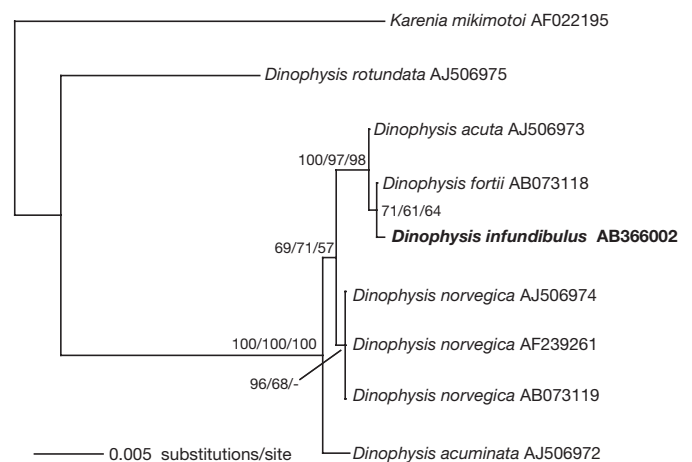 Karenia mikimotoi AF022195
Dinophysis rotundata AJ506975
Dinophysis acuta AJ506973
100/97/98
Dinophysis fortii AB073118
71/61/64
Dinophysis infundibulus AB366002
69/71/57
Dinophysis norvegica AJ506974
100/100/100
Dinophysis norvegica AF239261
96/68/-
Dinophysis norvegica AB073119
Dinophysis acuminata AJ506972
0.005 substitutions/site